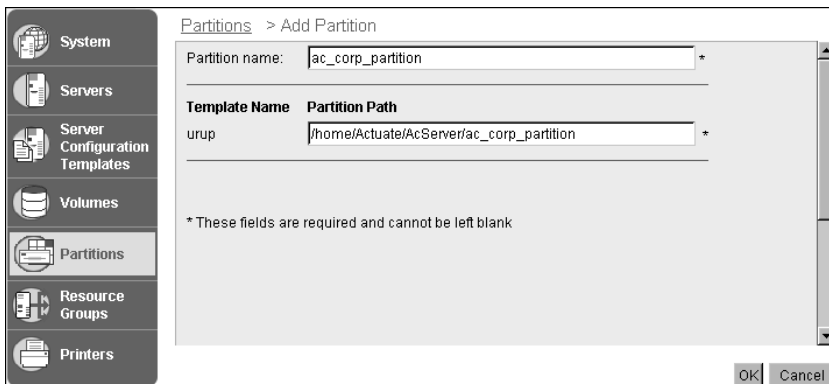 System
Servers
Server
Configuration
Templates
Volumes
Partitions
Resource
Groups
Printers
Partitions > Add Partition
Partition name: ac_corp_partition *
Template Name Partition Path
urup /home/Actuate/AcServer/ac_corp_partition *
* These fields are required and cannot be left blank
OK Cancel